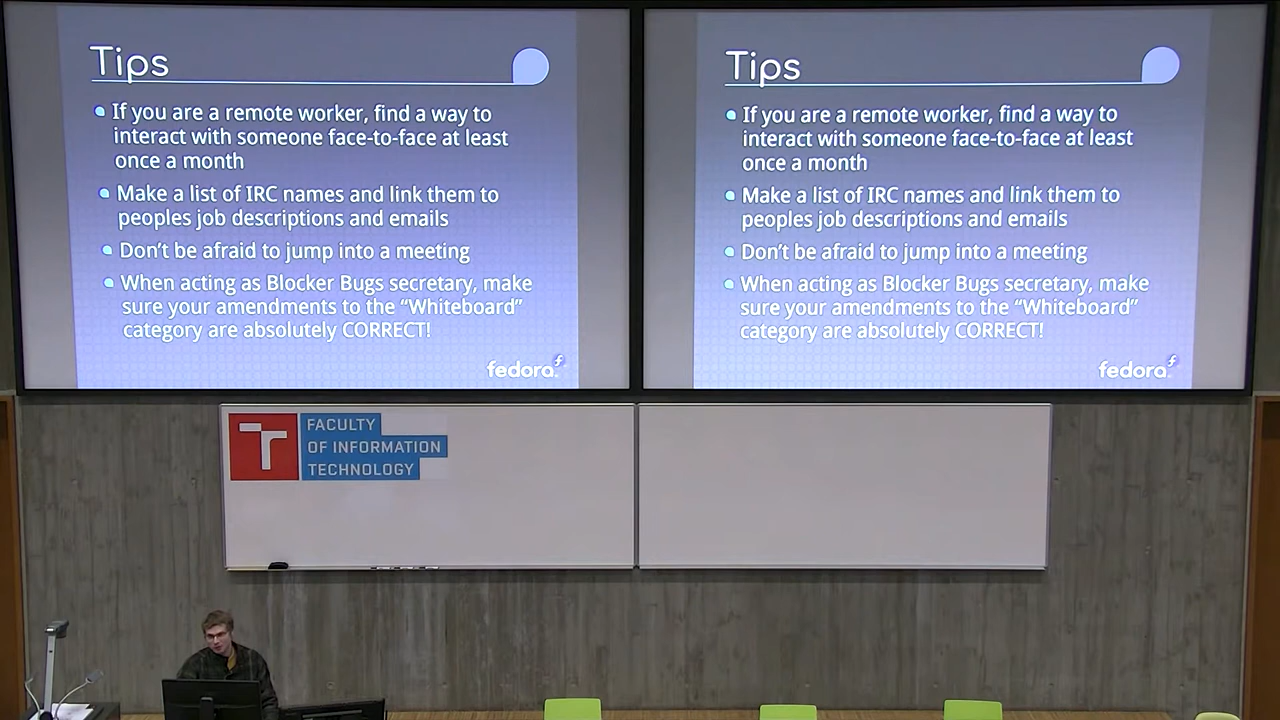 Tips
If you are a remote worker, find a way to
interact with someone face-to-face at least
once a month
Make a list of IRC names and link them to
peoples job descriptions and emails
Don't be afraid to jump into a meeting
When acting as Blocker Bugs secretary, make
sure your amendments to the “Whiteboard”
category are absolutely CORRECT!
fedora
Tips
If you are a remote worker, find a way to
interact with someone face-to-face at least
once a month
Make a list of IRC names and link them to
peoples job descriptions and emails
Don't be afraid to jump into a meeting
When acting as Blocker Bugs secretary, make
sure your amendments to the “Whiteboard”
category are absolutely CORRECT!
fedora
FACULTY
OF INFORMATION
TECHNOLOGY